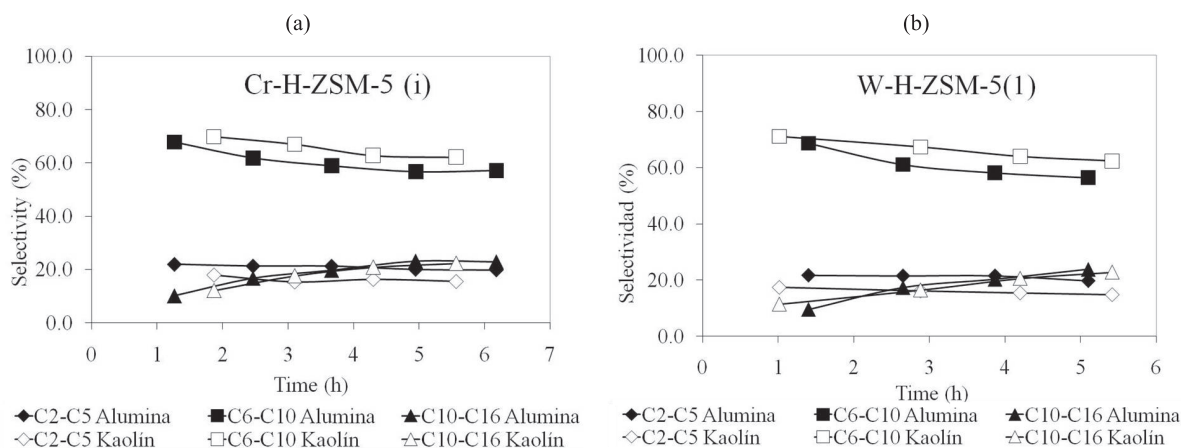 (a)
100.0
80.0
60.0
40.0
20.0
0.0
Selectivity (%)
Cr-H-ZSM-5 (i)
0 1 2 3 4 5 6 7
Time (h)
C2-C5 Alumina C6-C10 Alumina C10-C16 Alumina
C2-C5 Kaolín C6-C10 Kaolín C10-C16 Kaolín
(b)
100.0
80.0
60.0
40.0
20.0
0.0
Selectividad (%)
W-H-ZSM-5(1)
0 1 2 3 4 5 6
Time (h)
C2-C5 Alumina C6-C10 Alumina C10-C16 Alumina
C2-C5 Kaolín C6-C10 Kaolín C10-C16 Kaolín